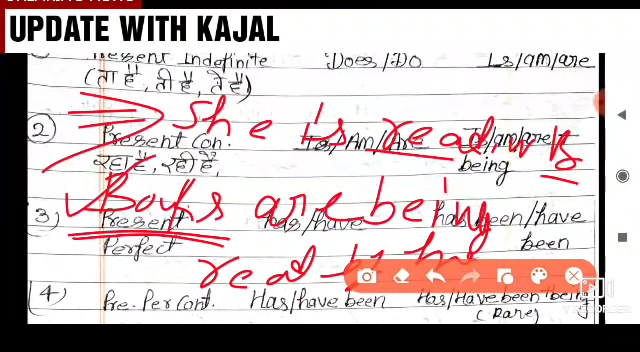 UPDATE WITH KAJAL
Present Indefinite Does/Do Is/am/are
(ता है, ती है, ते हैं)
She is reading B
2 Present Con. Is/Am/Are Is/am/are
रहा है, रही है, being
Books are being
3) Present has/have has been/have
Perfect been
read by h
4) Pre. Per Cont. Has/have been Has/Have been + being
(Rare)